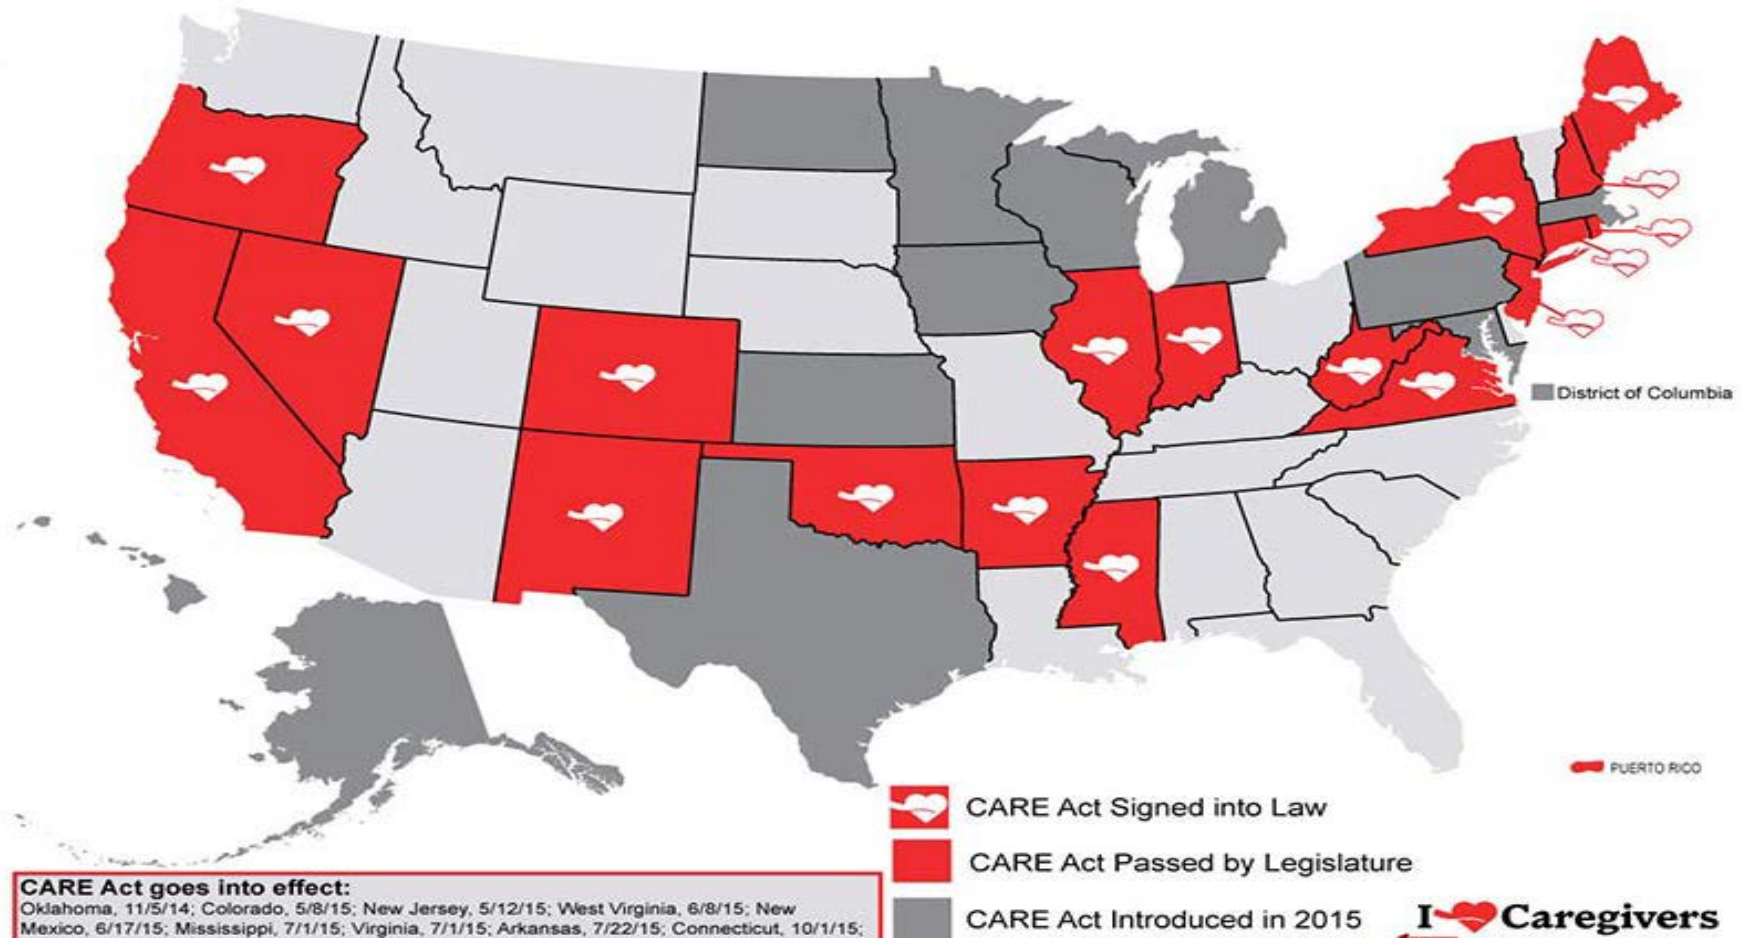 District of Columbia
PUERTO RICO
CARE Act Signed into Law
CARE Act Passed by Legislature
CARE Act Introduced in 2015
I Caregivers
CARE Act goes into effect:
Oklahoma, 11/5/14; Colorado, 5/8/15; New Jersey, 5/12/15; West Virginia, 6/8/15; New
Mexico, 6/17/15; Mississippi, 7/1/15; Virginia, 7/1/15; Arkansas, 7/22/15; Connecticut, 10/1/15;